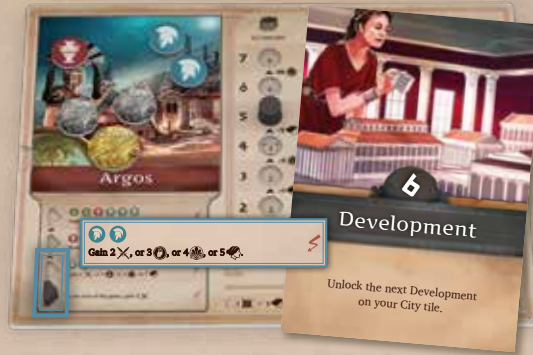 Argos
7
6
5
4
3
2
Gain 2 , or 3 , or 4 , or 5 .
6
Development
Unlock the next Development
on your City tile.